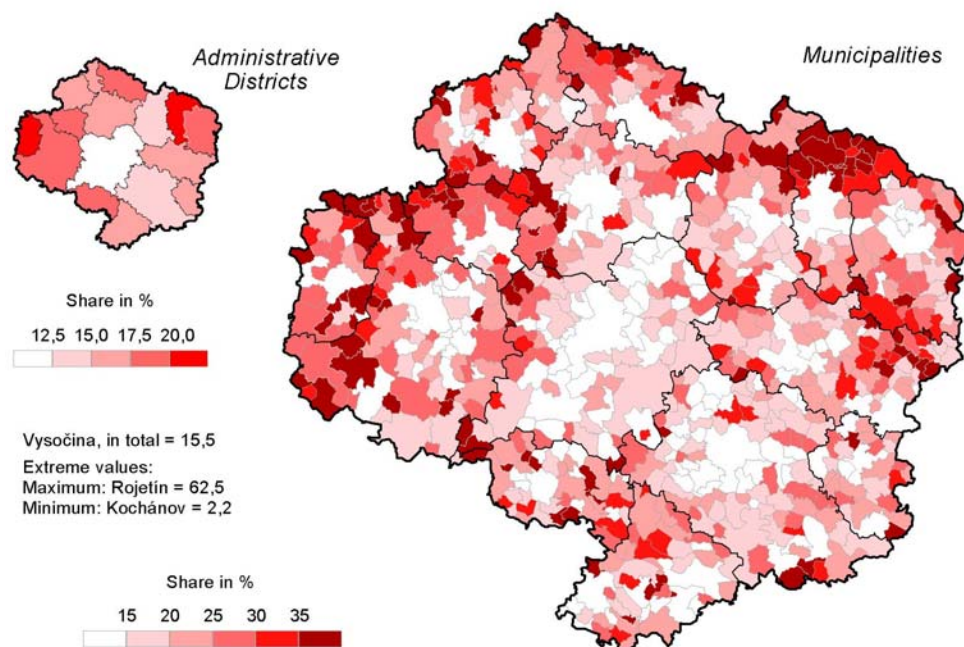 Administrative
Districts
Municipalities
Share in %
12,5 15,0 17,5 20,0
Vysočina, in total = 15,5
Extreme values:
Maximum: Rojetín = 62,5
Minimum: Kochánov = 2,2
Share in %
15 20 25 30 35